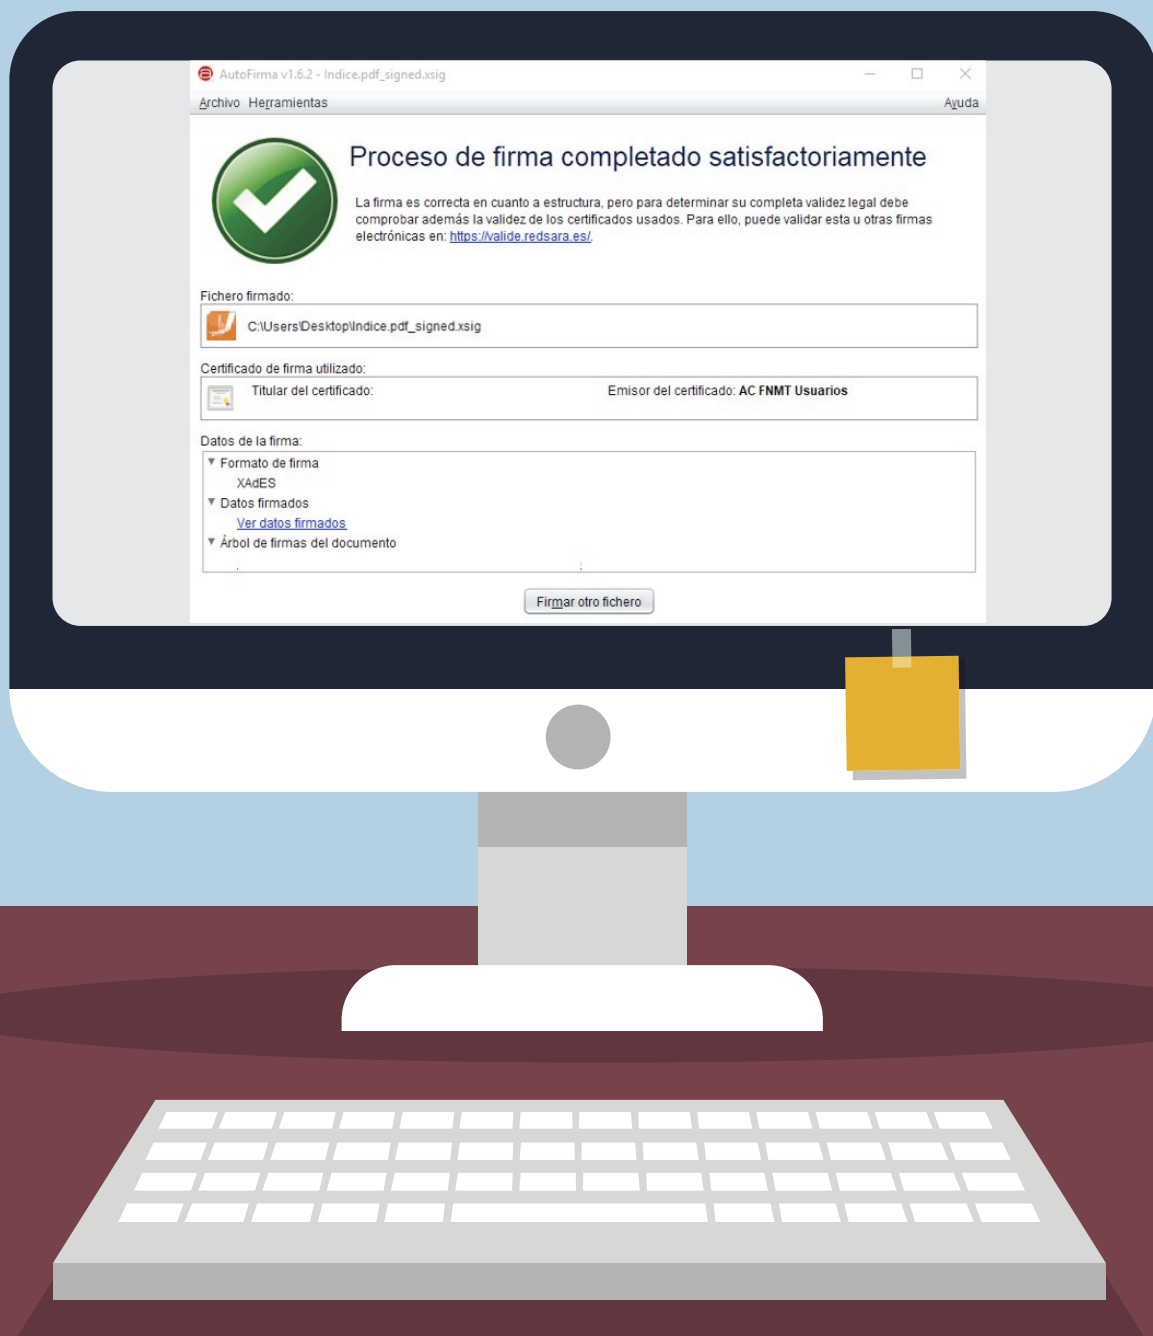 AutoFirma v1.6.2 - Indice.pdf_signed.xsig
Archivo Herramientas Ayuda
Proceso de firma completado satisfactoriamente
La firma es correcta en cuanto a estructura, pero para determinar su completa validez legal debe
comprobar además la validez de los certificados usados. Para ello, puede validar esta u otras firmas
electrónicas en: https://valide.redsara.es/.
Fichero firmado:
C:\Users\Desktop\Indice.pdf_signed.xsig
Certificado de firma utilizado:
Titular del certificado: Emisor del certificado: AC FNMT Usuarios
Datos de la firma:
Formato de firma
XAdES
Datos firmados
Ver datos firmados
Árbol de firmas del documento
Firmar otro fichero